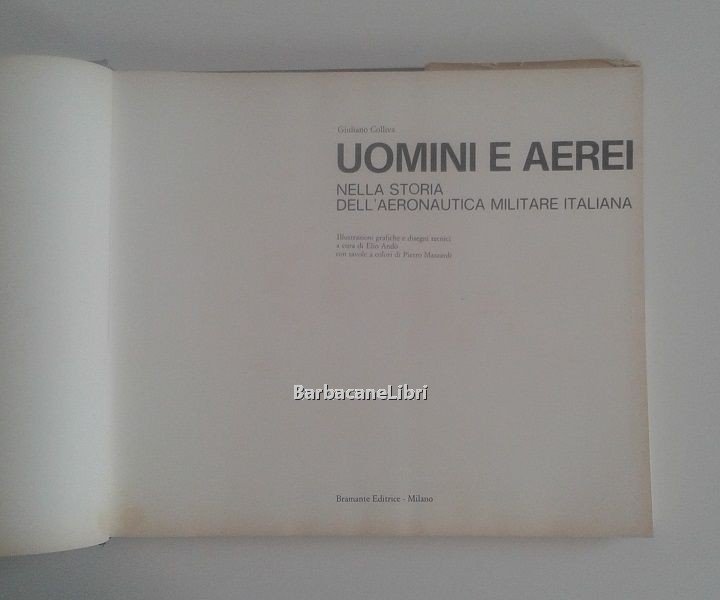 Giuliano Colliva
UOMINI E AEREI
NELLA STORIA
DELL'AERONAUTICA MILITARE ITALIANA
Illustrazioni grafiche e disegni tecnici
a cura di Elio Andò
con tavole a colori di Pietro Mazzardi
BarbacaneLibri
Bramante Editrice - Milano